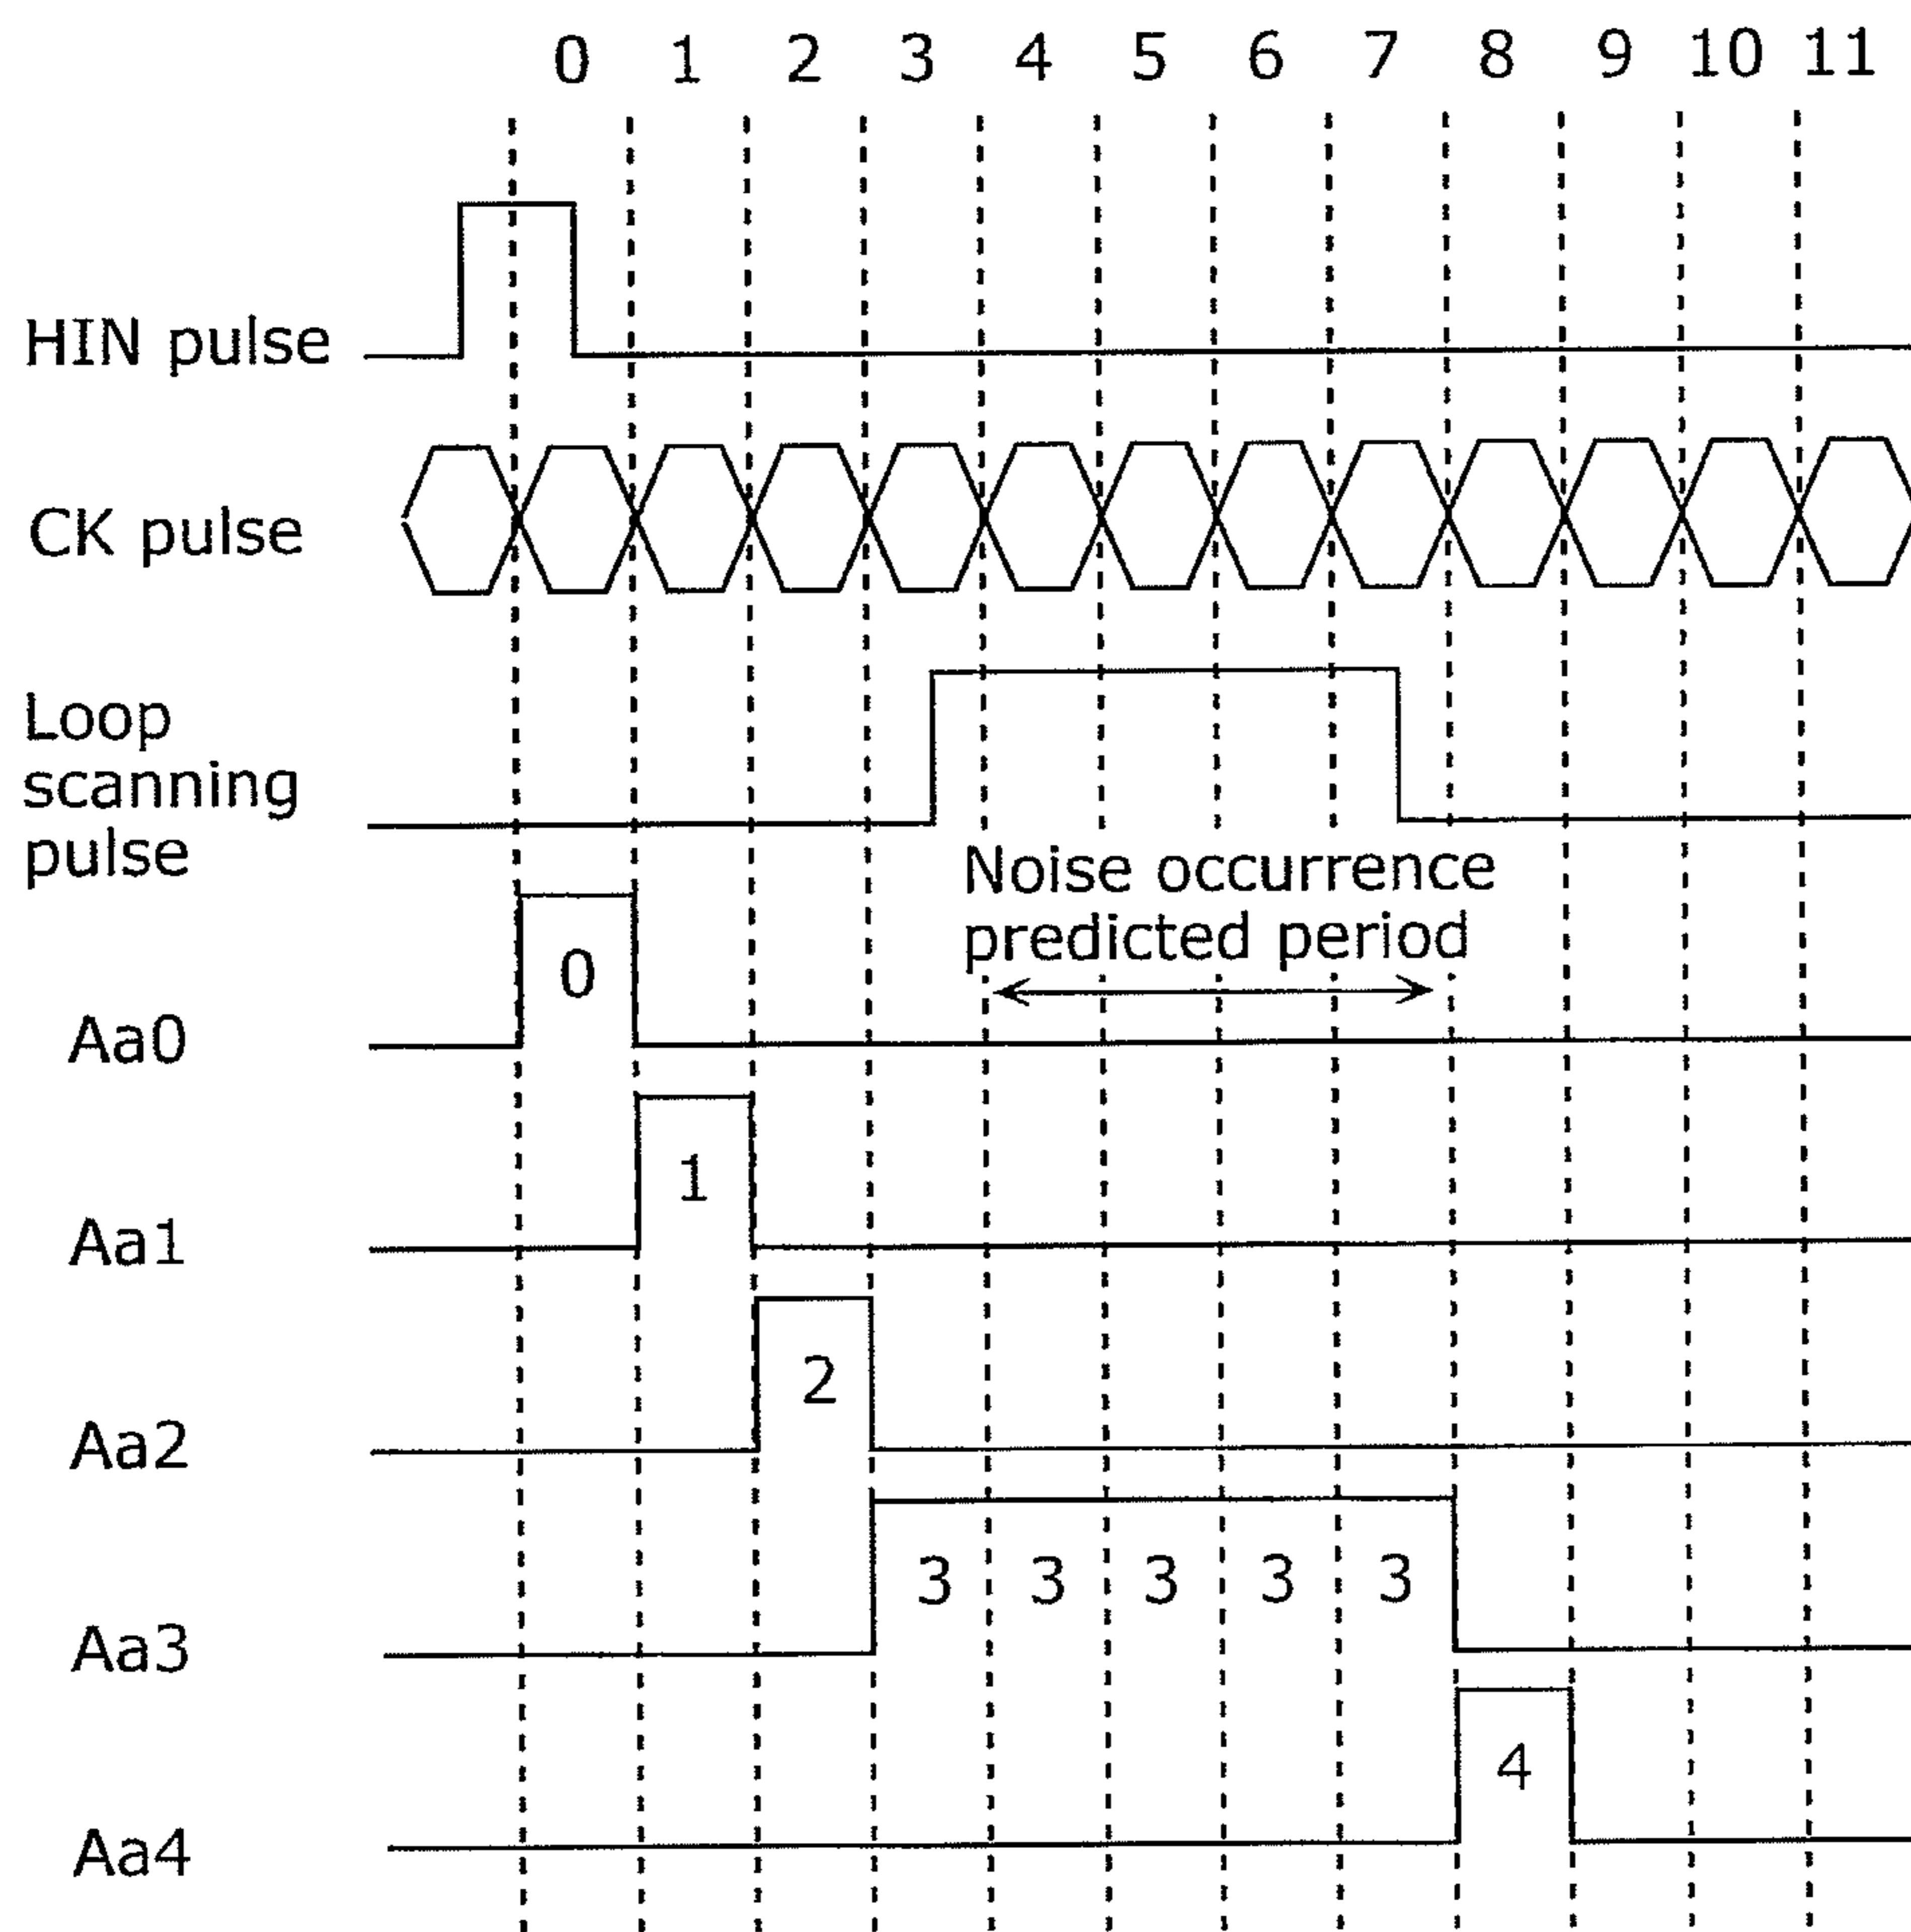 0 1 2 3 4 5 6 7 8 9 10 11
HIN pulse
CK pulse
Loop
scanning
pulse
Noise occurrence
predicted period
0
Aa0
1
Aa1
2
Aa2
3 3 3 3 3
Aa3
4
Aa4